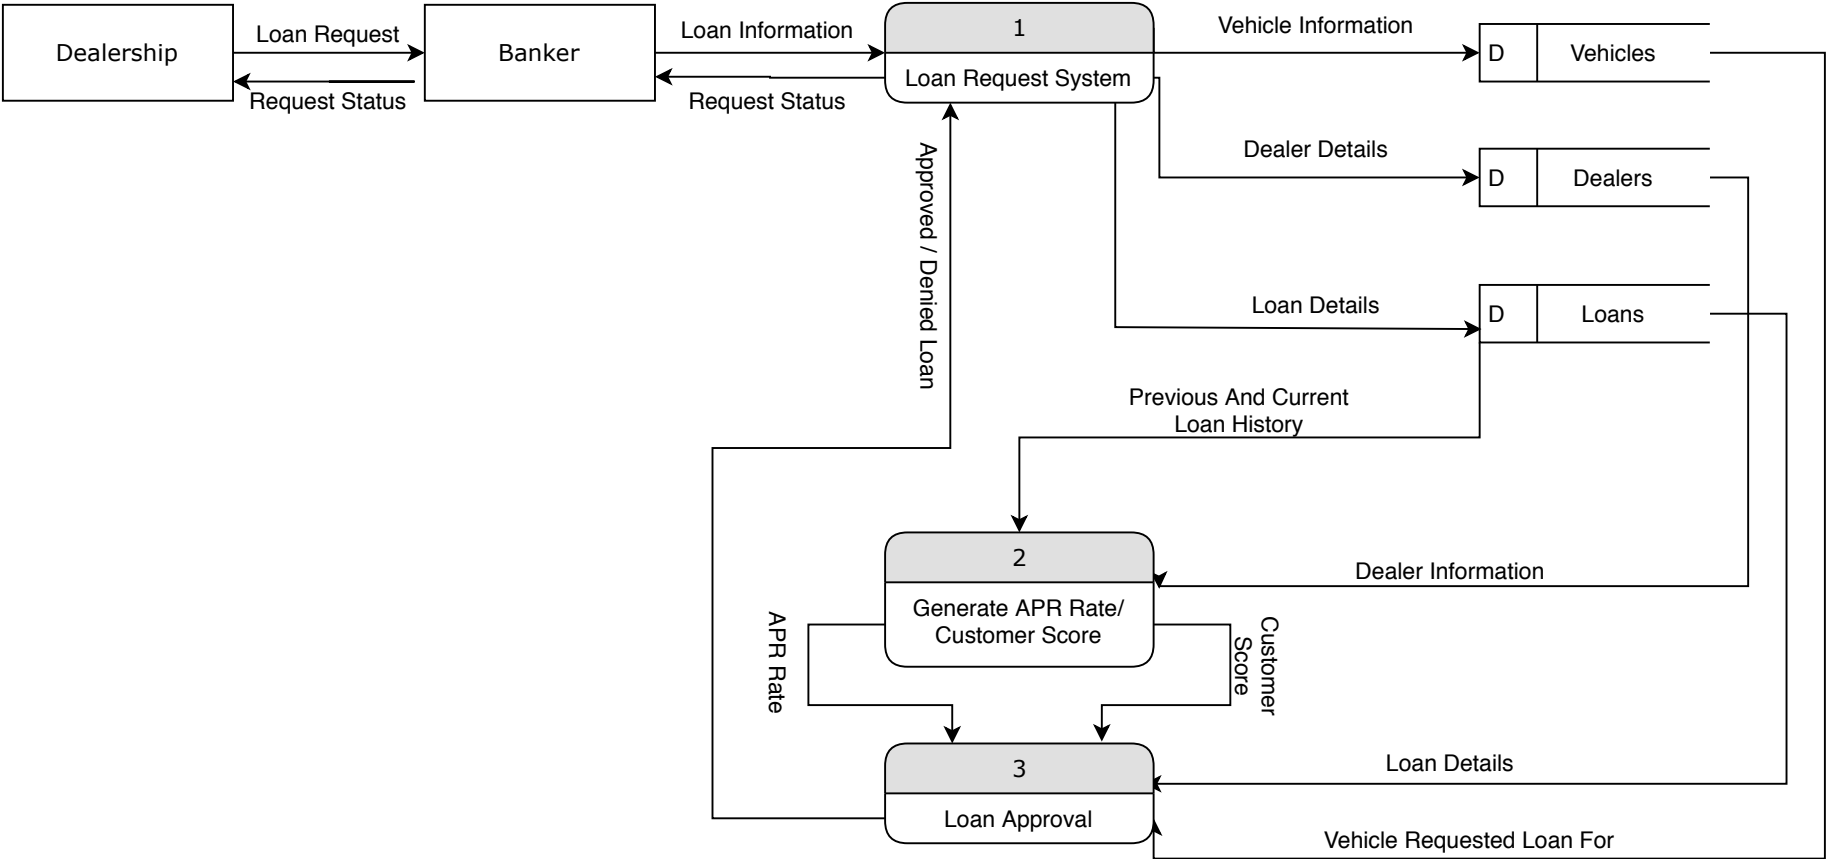 Dealership
Loan Request
Request Status
Banker
Loan Information
Request Status
1
Loan Request System
Vehicle Information
D
Vehicles
Dealer Details
D
Dealers
Approved / Denied Loan
Loan Details
D
Loans
Previous And Current
Loan History
2
Generate APR Rate/
Customer Score
Dealer Information
APR Rate
Customer
Score
3
Loan Approval
Loan Details
Vehicle Requested Loan For